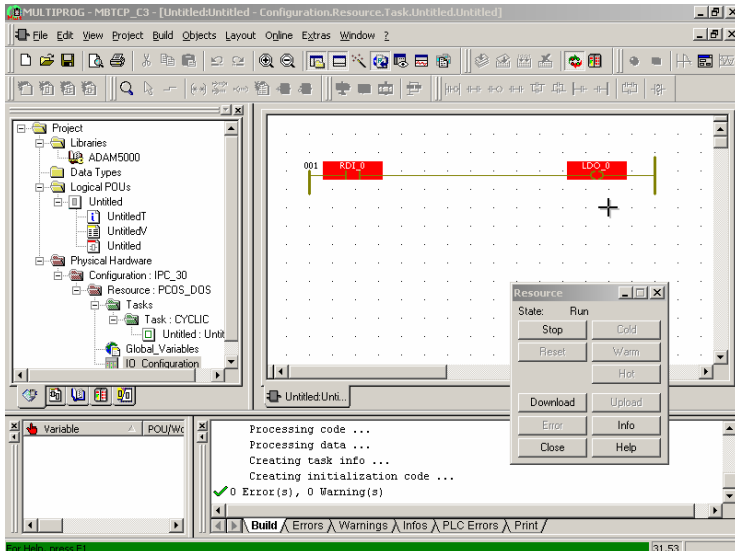 MULTIPROG - MBTCP_C3 - [Untitled:Untitled - Configuration.Resource.Task.Untitled.Untitled]
File Edit View Project Build Objects Layout Online Extras Window ?
Project
Libraries
ADAM5000
Data Types
Logical POUs
Untitled
UntitledT
UntitledV
Untitled
Physical Hardware
Configuration : IPC_30
Resource : PCOS_DOS
Tasks
Task : CYCLIC
Untitled : Untit
Global_Variables
IO_Configuration
001 RDI_0 LDO_0
Untitled:Unti...
Resource
State: Run
Stop Cold
Reset Warm
Hot
Download Upload
Error Info
Close Help
Variable POU/Wo
Processing code ...
Processing data ...
Creating task info ...
Creating initialization code ...
0 Error(s), 0 Warning(s)
Build Errors Warnings Infos PLC Errors Print
For Help, press F1 31,53